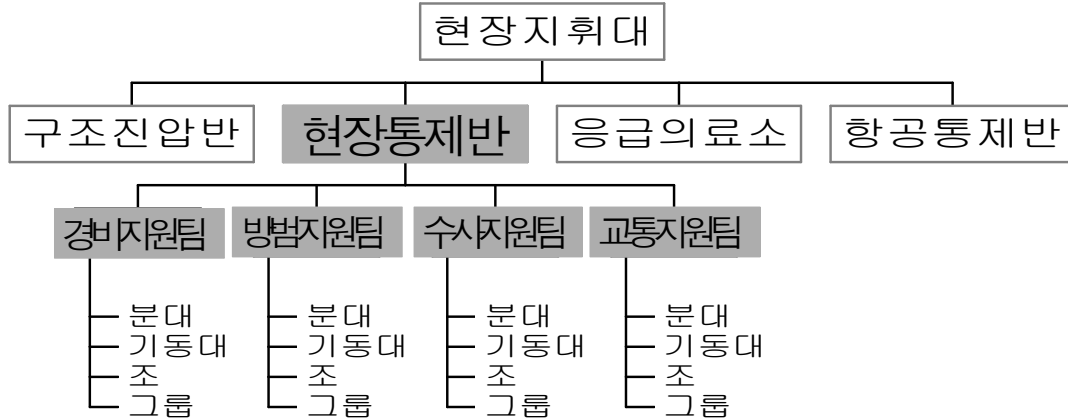 현장지휘대
구조진압반 현장통제반 응급의료소 항공통제반
경비지원팀 방범지원팀 수사지원팀 교통지원팀
분대 분대 분대 분대
기동대 기동대 기동대 기동대
조 조 조 조
그룹 그룹 그룹 그룹